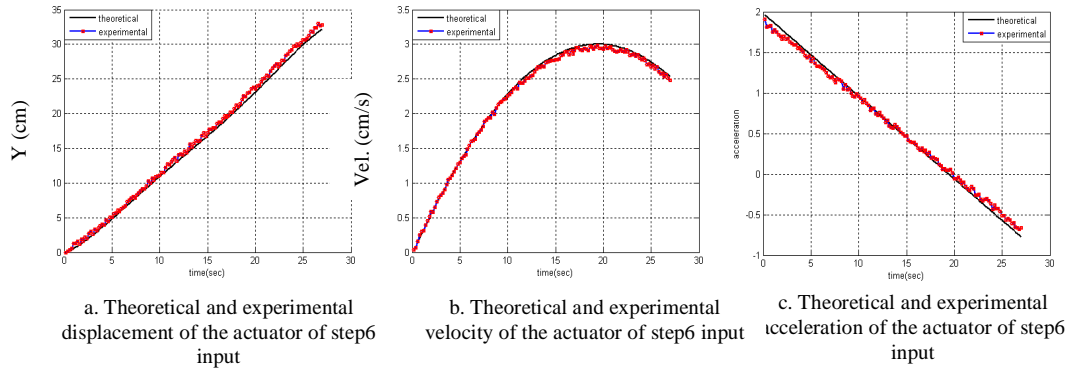 theoretical
experimental
35
30
25
20
15
10
5
0
0
5
10
15
20
25
30
Y (cm)
time(sec)
a. Theoretical and experimental
displacement of the actuator of step6
input
theoretical
experimental
3.5
3.0
2.5
2.0
1.5
1.0
0.5
0
0
5
10
15
20
25
30
Vel. (cm/s)
time(sec)
b. Theoretical and experimental
velocity of the actuator of step6 input
theoretical
experimental
2
1.5
1
0.5
0
-0.5
-1
0
5
10
15
20
25
30
acceleration
time(sec)
c. Theoretical and experimental
acceleration of the actuator of step6
input